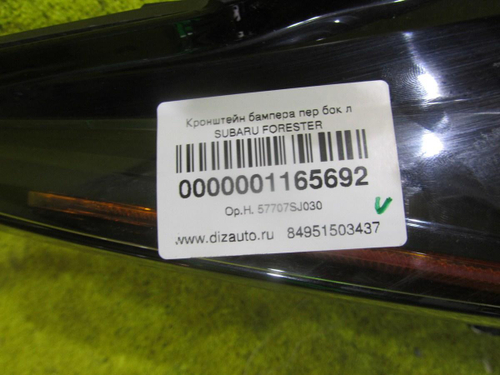 Кронштейн бампера пер бок л
SUBARU FORESTER
0000001165692
Ор.Н. 57707SJ030
www.dizauto.ru 84951503437